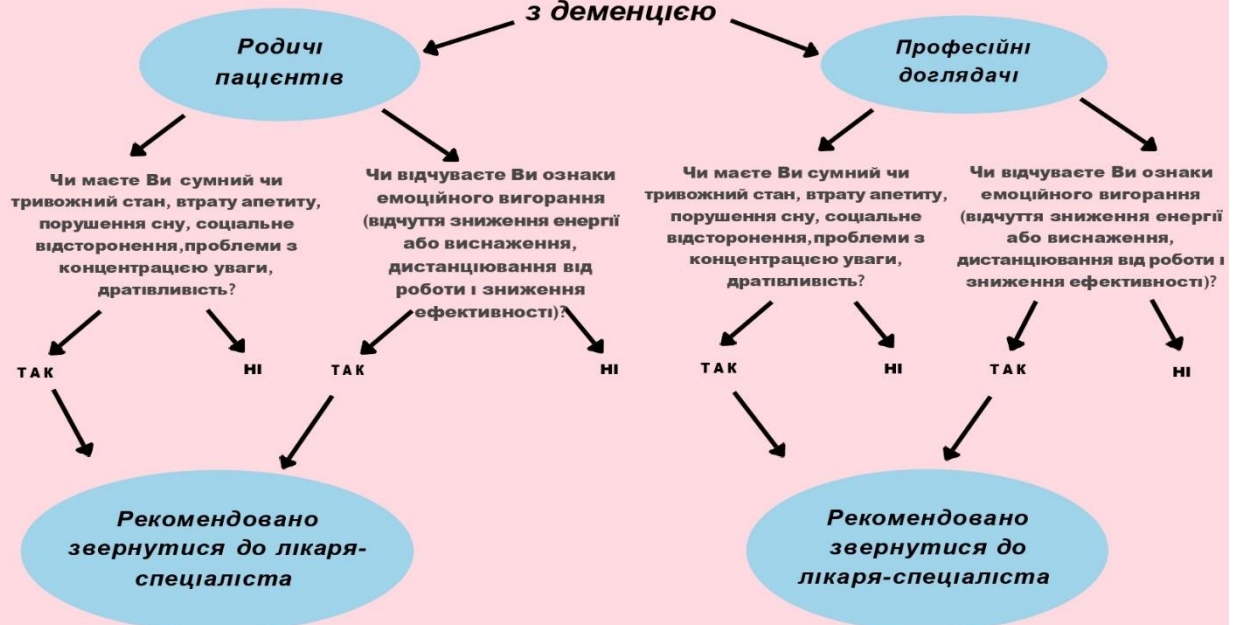 з деменцією
Родичі
пацієнтів
Професійні
доглядачі
Чи маєте Ви сумний чи
тривожний стан, втрату апетиту,
порушення сну, соціальне
відсторонення,проблеми з
концентрацією уваги,
дратівливість?
Чи відчуваєте Ви ознаки
емоційного вигорання
(відчуття зниження енергії
або виснаження,
дистанціювання від
роботи і зниження
ефективності)?
Чи маєте Ви сумний чи
тривожний стан, втрату апетиту,
порушення сну, соціальне
відсторонення,проблеми з
концентрацією уваги,
дратівливість?
Чи відчуваєте Ви ознаки
емоційного вигорання
(відчуття зниження енергії
або виснаження,
дистанціювання від роботи і
зниження ефективності)?
ТАК
НІ
ТАК
НІ
ТАК
НІ
ТАК
НІ
Рекомендовано
звернутися до лікаря-
спеціаліста
Рекомендовано
звернутися до
лікаря-спеціаліста